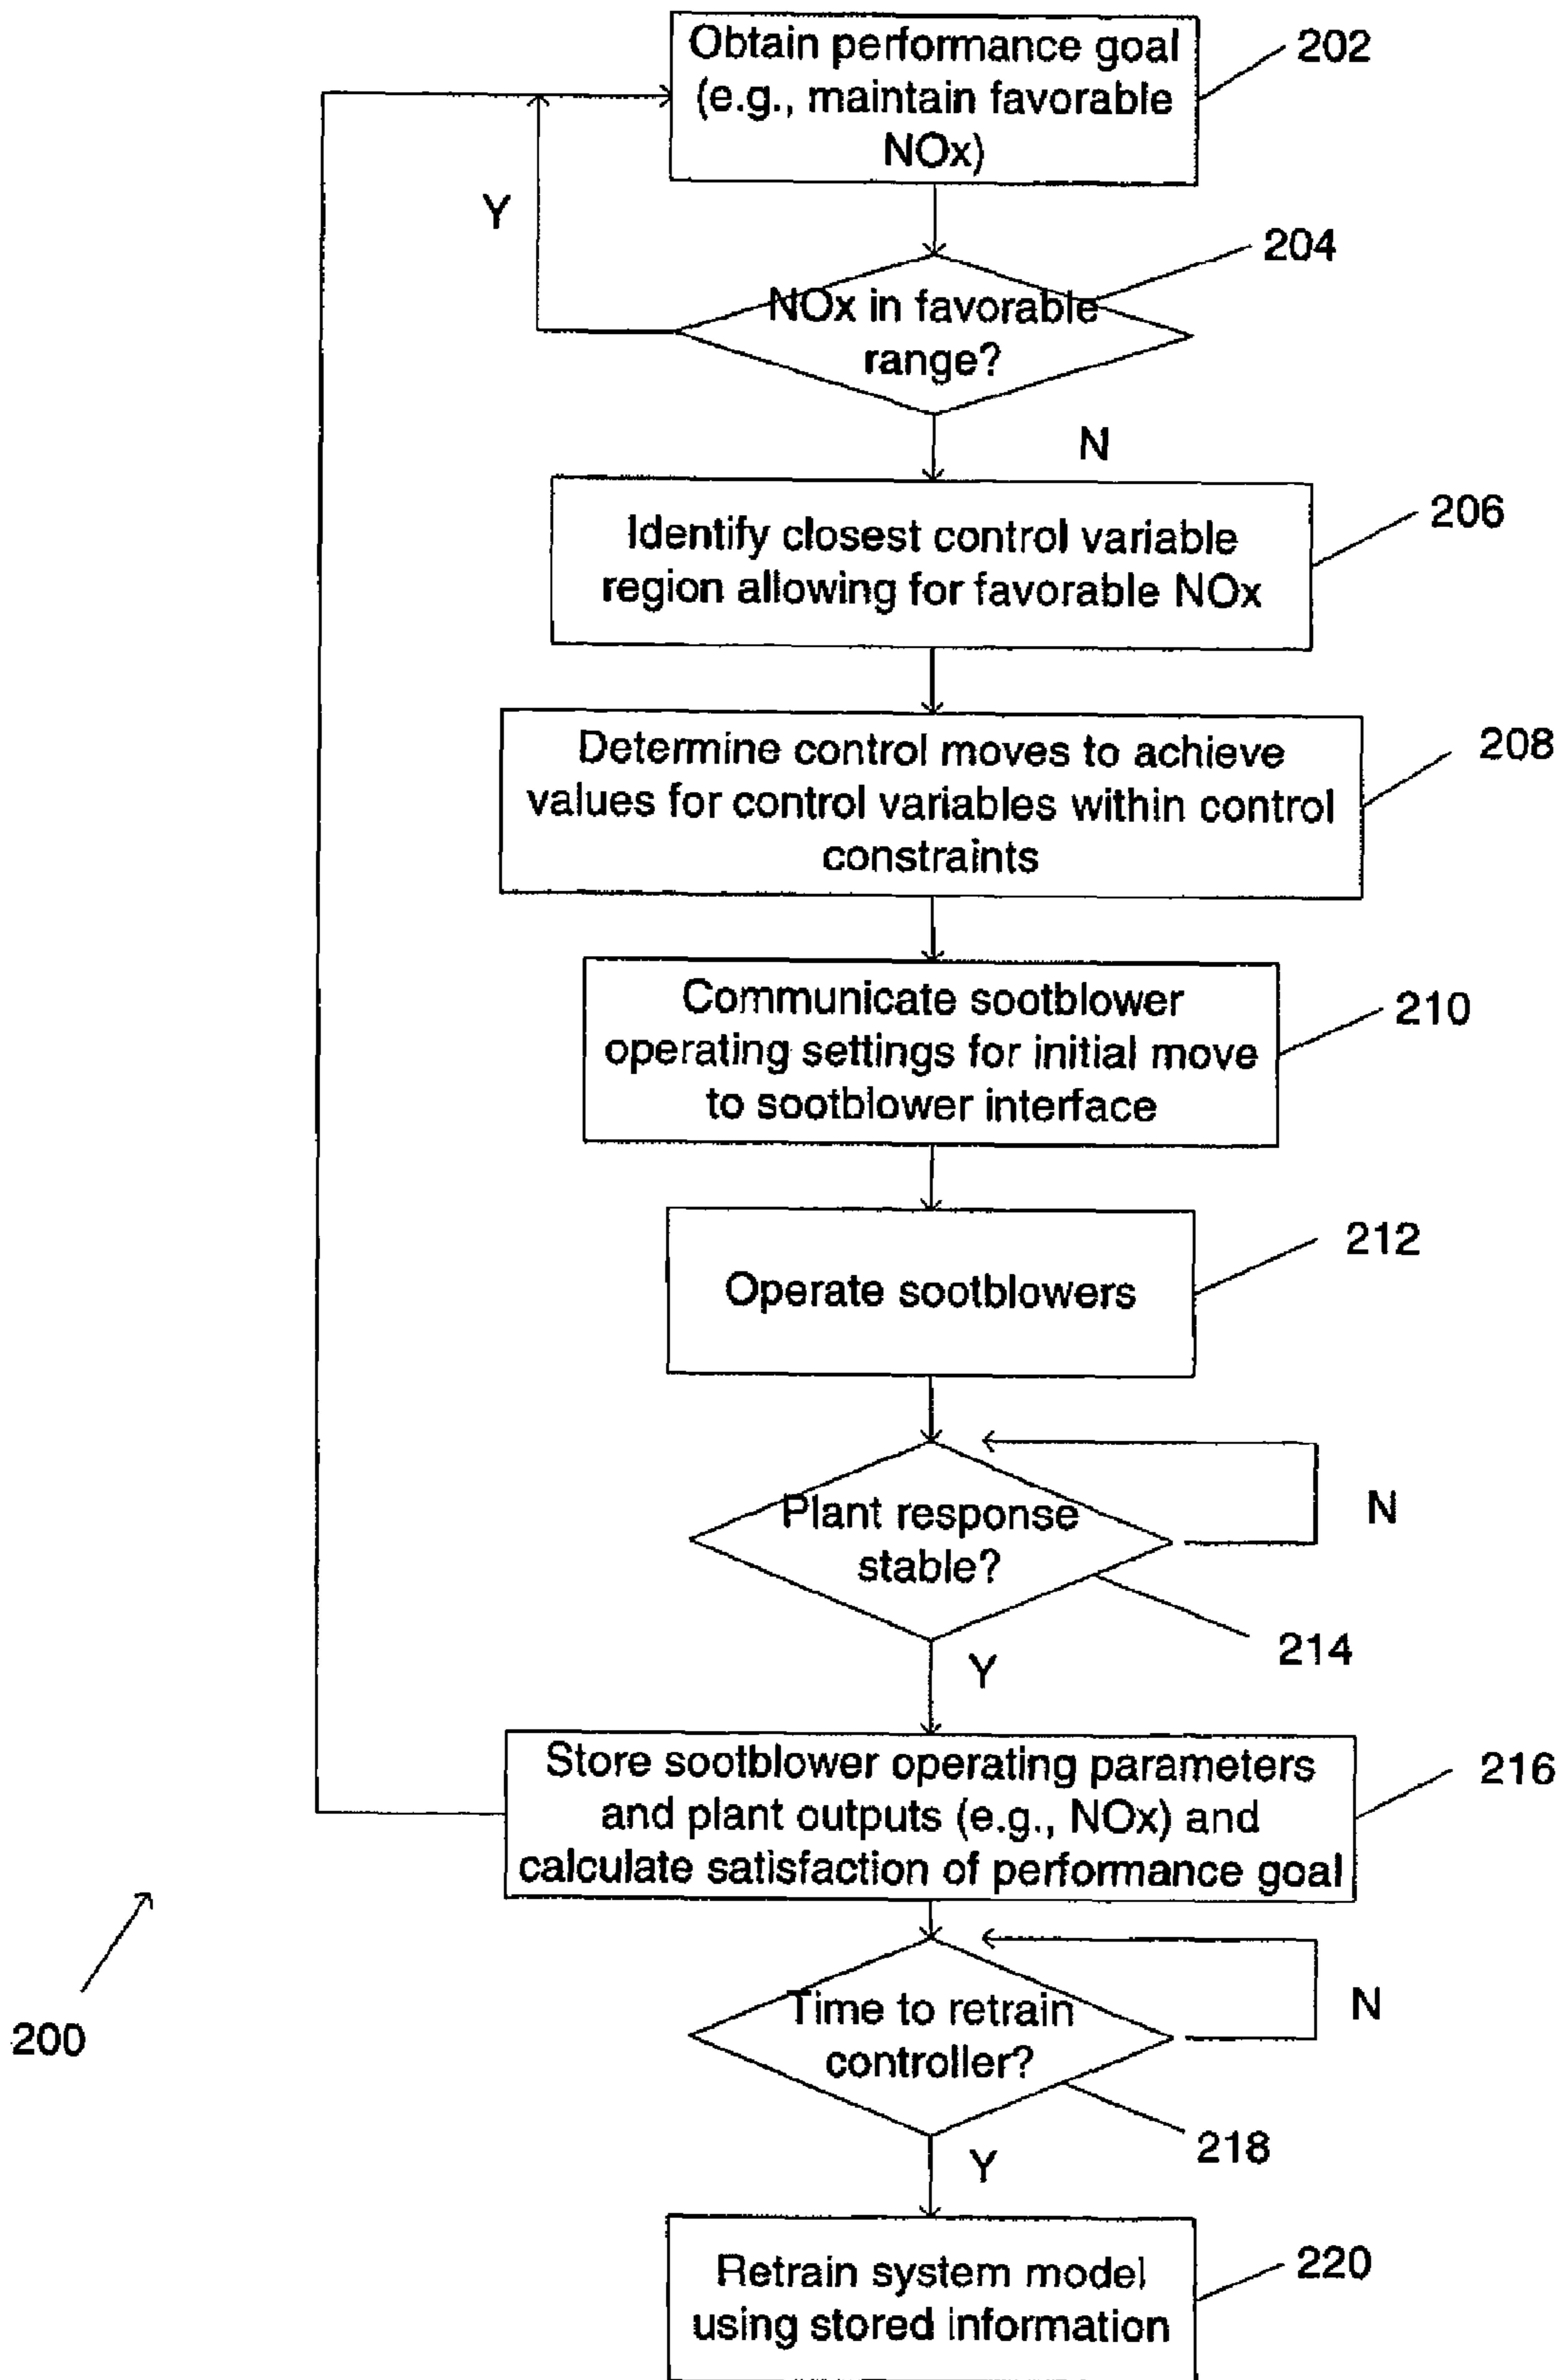 Obtain performance goal
(e.g., maintain favorable
NOx)
202
Y
204
NOx in favorable
range?
N
Identify closest control variable
region allowing for favorable NOx
206
Determine control moves to achieve
values for control variables within control
constraints
208
Communicate sootblower
operating settings for initial move
to sootblower interface
210
Operate sootblowers
212
Plant response
stable?
N
214
Y
Store sootblower operating parameters
and plant outputs (e.g., NOx) and
calculate satisfaction of performance goal
216
Time to retrain
controller?
N
200
218
Y
Retrain system model
using stored information
220